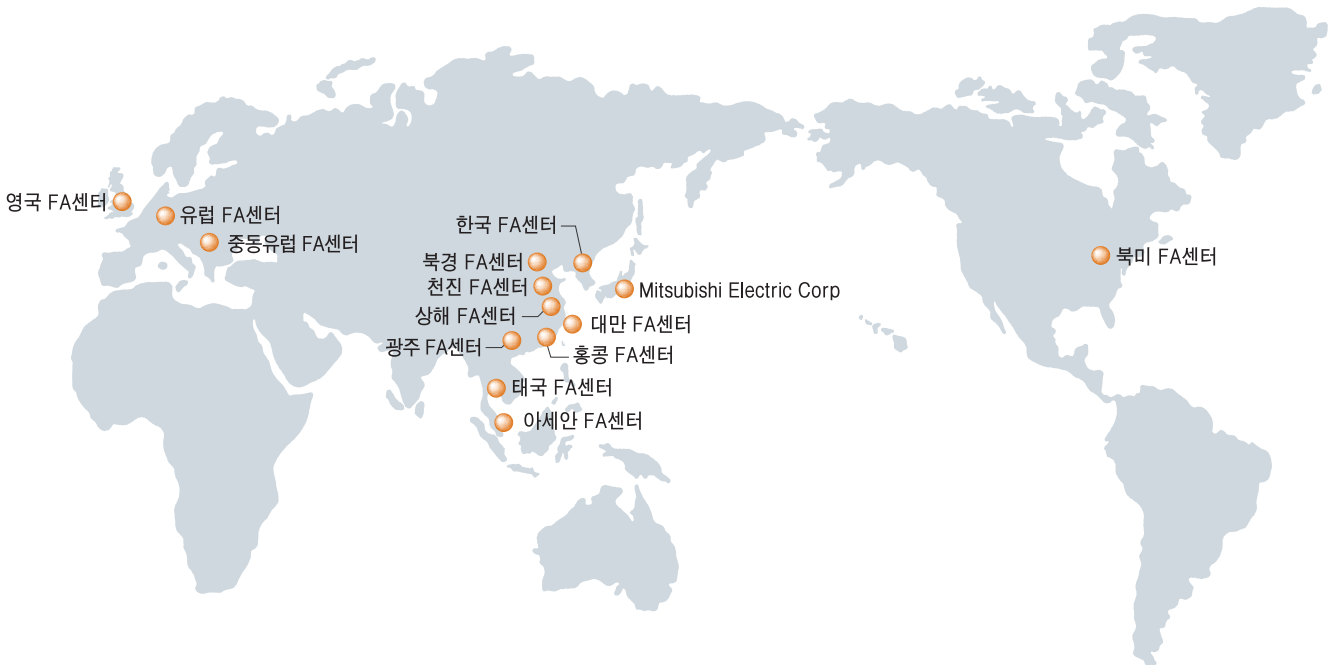 영국 FA센터
유럽 FA센터
중동유럽 FA센터
한국 FA센터
북경 FA센터
천진 FA센터
상해 FA센터
광주 FA센터
Mitsubishi Electric Corp
대만 FA센터
홍콩 FA센터
태국 FA센터
아세안 FA센터
북미 FA센터